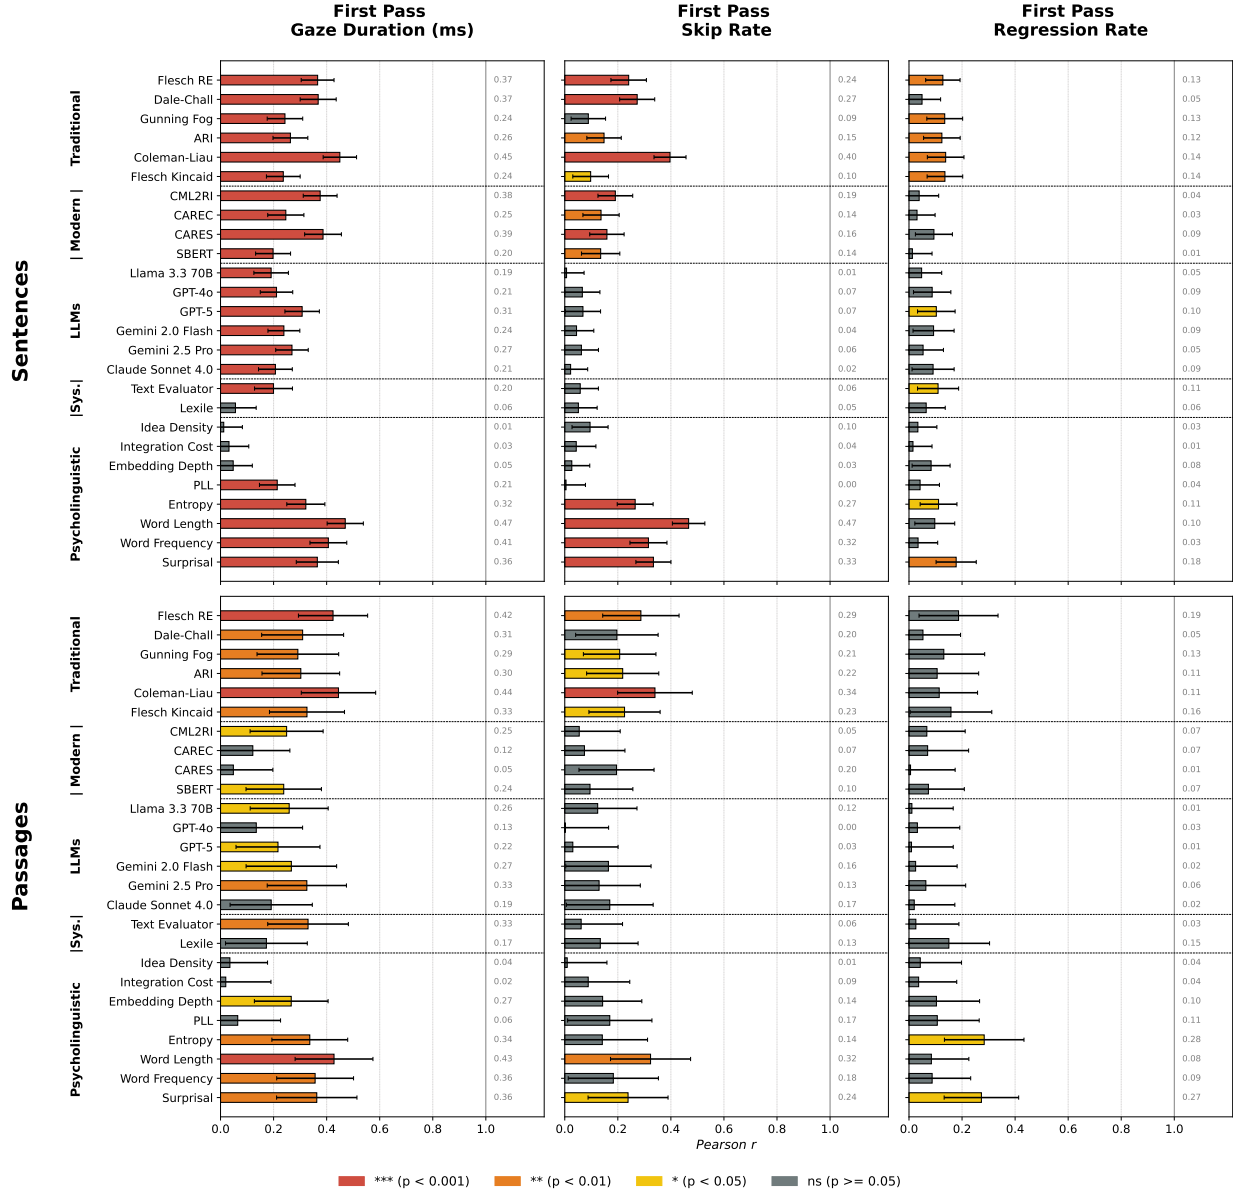 First Pass
Gaze Duration (ms)
First Pass
Skip Rate
First Pass
Regression Rate
Sentences
Traditional
Flesch RE 0.37 0.24 0.13
Dale-Chall 0.37 0.27 0.05
Gunning Fog 0.24 0.09 0.13
ARI 0.26 0.15 0.12
Coleman-Liau 0.45 0.40 0.14
Flesch Kincaid 0.24 0.10 0.14
| Modern |
CML2RI 0.38 0.19 0.04
CAREC 0.25 0.14 0.03
CARES 0.39 0.16 0.09
SBERT 0.20 0.14 0.01
LLMs
Llama 3.3 70B 0.19 0.01 0.05
GPT-4o 0.21 0.07 0.09
GPT-5 0.31 0.07 0.10
Gemini 2.0 Flash 0.24 0.04 0.09
Gemini 2.5 Pro 0.27 0.06 0.05
Claude Sonnet 4.0 0.21 0.02 0.09
|Sys.|
Text Evaluator 0.20 0.06 0.11
Lexile 0.06 0.05 0.06
Psycholinguistic
Idea Density 0.01 0.10 0.03
Integration Cost 0.03 0.04 0.01
Embedding Depth 0.05 0.03 0.08
PLL 0.21 0.00 0.04
Entropy 0.32 0.27 0.11
Word Length 0.47 0.47 0.10
Word Frequency 0.41 0.32 0.03
Surprisal 0.36 0.33 0.18
Passages
Traditional
Flesch RE 0.42 0.29 0.19
Dale-Chall 0.31 0.20 0.05
Gunning Fog 0.29 0.21 0.13
ARI 0.30 0.22 0.11
Coleman-Liau 0.44 0.34 0.11
Flesch Kincaid 0.33 0.23 0.16
| Modern |
CML2RI 0.25 0.05 0.07
CAREC 0.12 0.07 0.07
CARES 0.05 0.20 0.01
SBERT 0.24 0.10 0.07
LLMs
Llama 3.3 70B 0.26 0.12 0.01
GPT-4o 0.13 0.00 0.03
GPT-5 0.22 0.03 0.01
Gemini 2.0 Flash 0.27 0.16 0.02
Gemini 2.5 Pro 0.33 0.13 0.06
Claude Sonnet 4.0 0.19 0.17 0.02
|Sys.|
Text Evaluator 0.33 0.06 0.03
Lexile 0.17 0.13 0.15
Psycholinguistic
Idea Density 0.04 0.01 0.04
Integration Cost 0.02 0.09 0.04
Embedding Depth 0.27 0.14 0.10
PLL 0.06 0.17 0.11
Entropy 0.34 0.14 0.28
Word Length 0.43 0.32 0.08
Word Frequency 0.36 0.18 0.09
Surprisal 0.36 0.24 0.27
0.0 0.2 0.4 0.6 0.8 1.0 0.0 0.2 0.4 0.6 0.8 1.0 0.0 0.2 0.4 0.6 0.8 1.0
Pearson r
*** (p < 0.001) ** (p < 0.01) * (p < 0.05) ns (p >= 0.05)